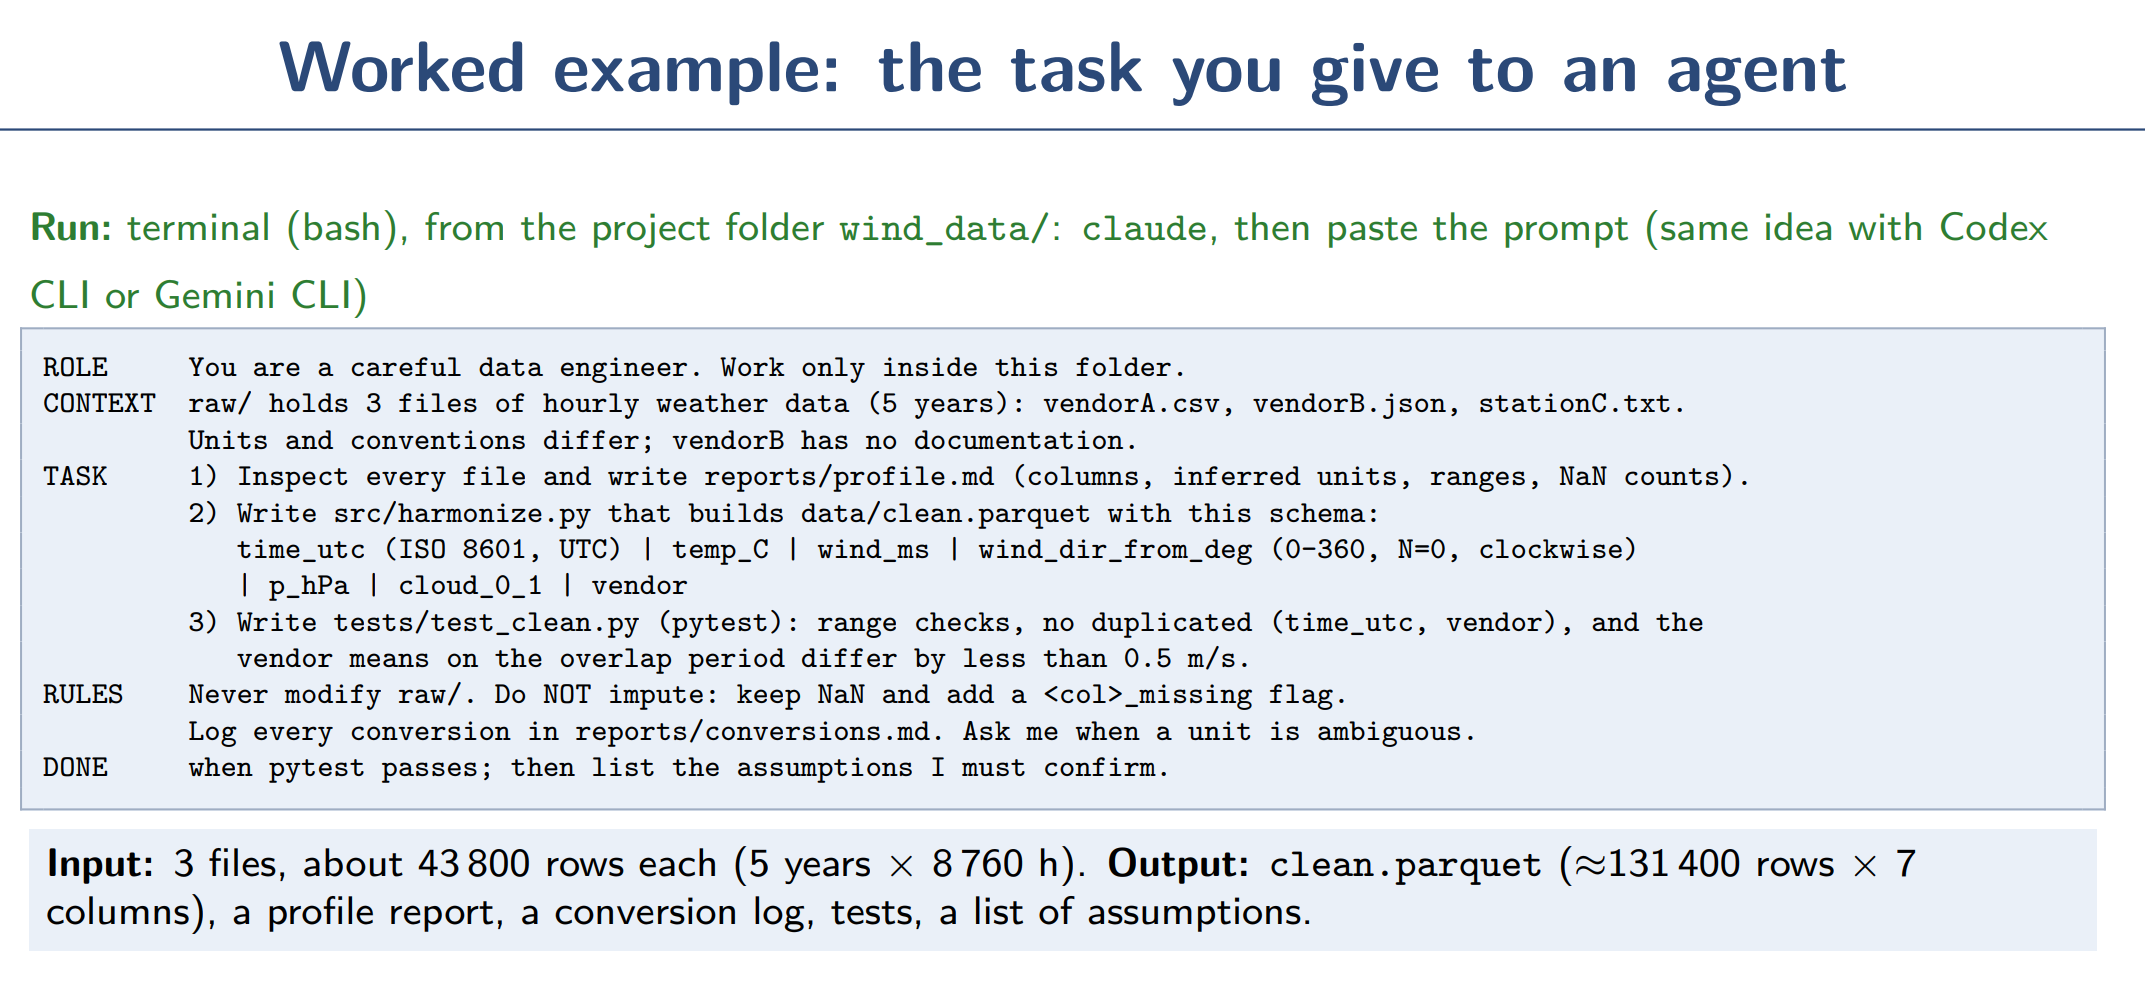 Worked example: the task you give to an agent
Run: terminal (bash), from the project folder wind_data/: claude, then paste the prompt (same idea with Codex
CLI or Gemini CLI)
ROLE You are a careful data engineer. Work only inside this folder.
CONTEXT raw/ holds 3 files of hourly weather data (5 years): vendorA.csv, vendorB.json, stationC.txt.
Units and conventions differ; vendorB has no documentation.
TASK 1) Inspect every file and write reports/profile.md (columns, inferred units, ranges, NaN counts).
2) Write src/harmonize.py that builds data/clean.parquet with this schema:
time_utc (ISO 8601, UTC) | temp_C | wind_ms | wind_dir_from_deg (0-360, N=0, clockwise)
| p_hPa | cloud_0_1 | vendor
3) Write tests/test_clean.py (pytest): range checks, no duplicated (time_utc, vendor), and the
vendor means on the overlap period differ by less than 0.5 m/s.
RULES Never modify raw/. Do NOT impute: keep NaN and add a <col>_missing flag.
Log every conversion in reports/conversions.md. Ask me when a unit is ambiguous.
DONE when pytest passes; then list the assumptions I must confirm.
Input: 3 files, about 43 800 rows each (5 years × 8 760 h). Output: clean.parquet (≈131 400 rows × 7
columns), a profile report, a conversion log, tests, a list of assumptions.